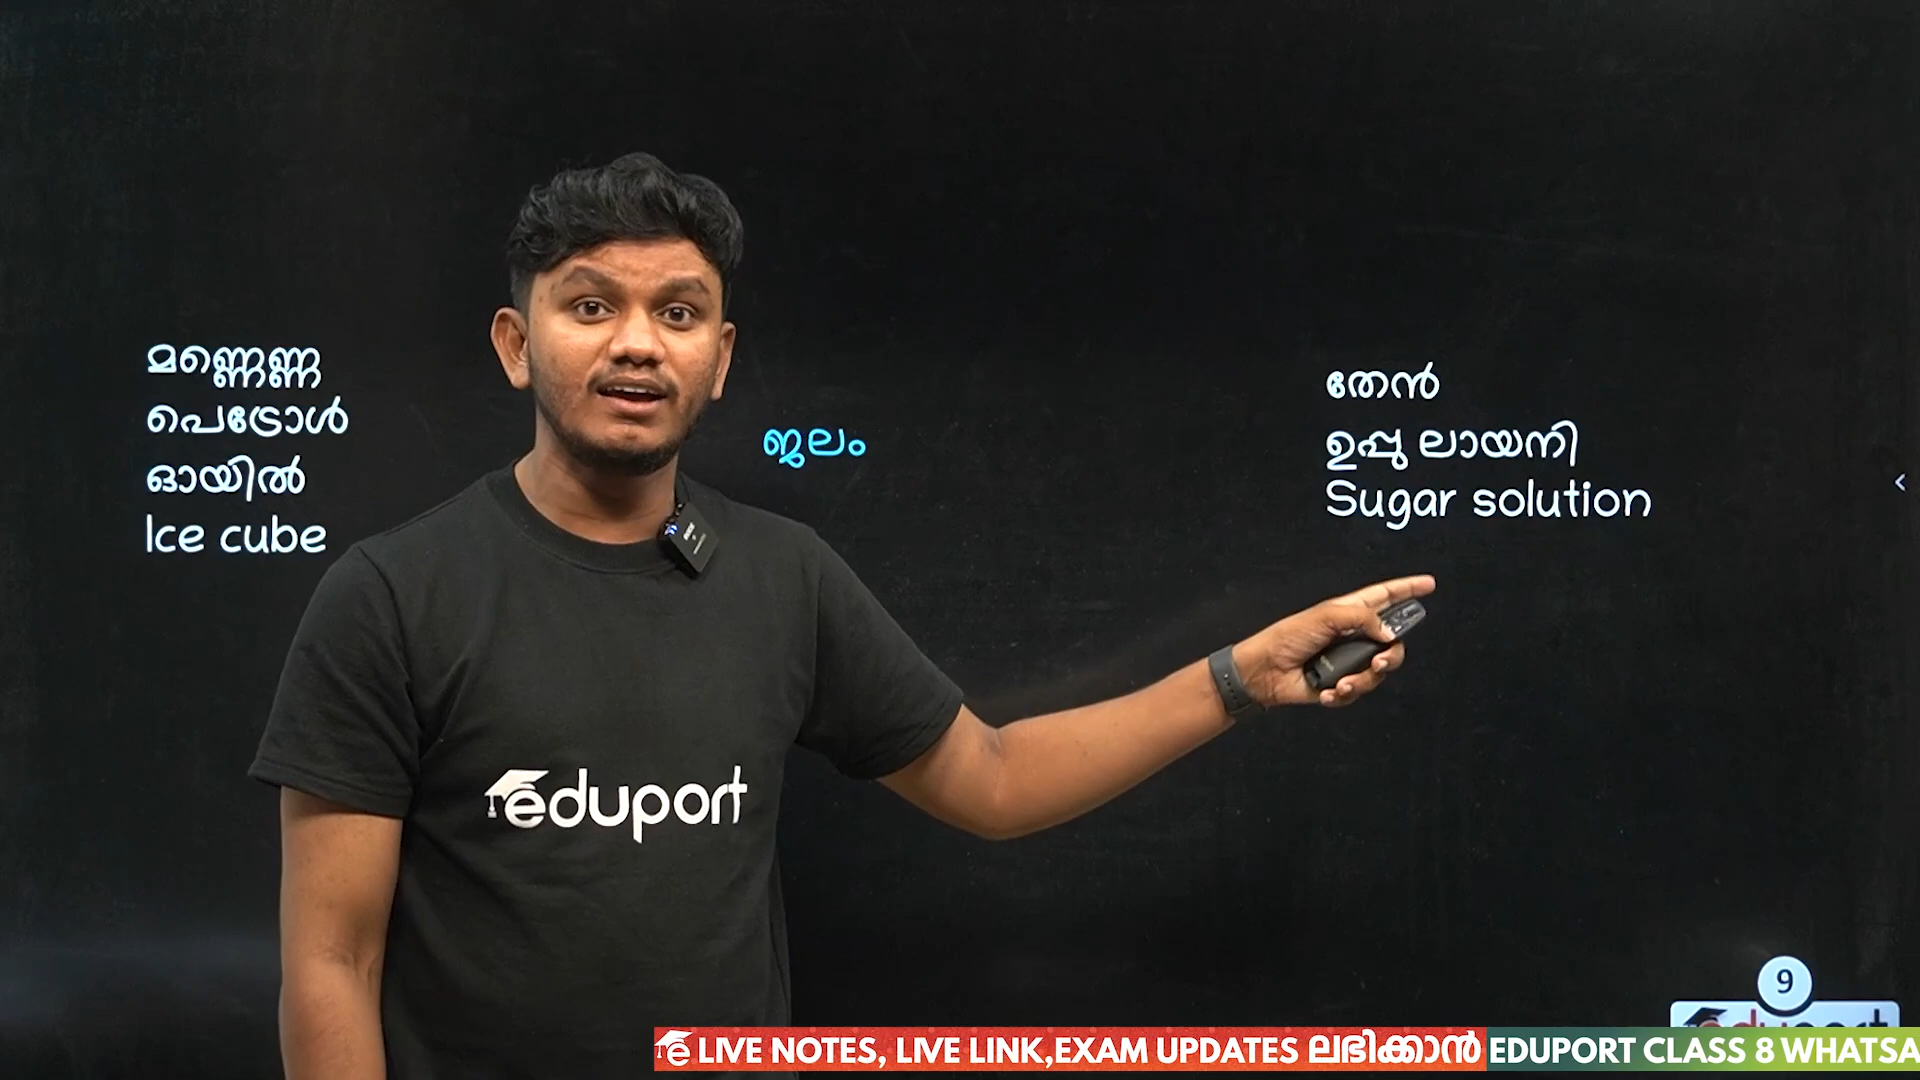 മണ്ണെണ്ണ
പെട്രോൾ
ഓയിൽ
Ice cube
ജലം
തേൻ
ഉപ്പു ലായനി
Sugar solution
eduport
9
eduport
LIVE NOTES, LIVE LINK,EXAM UPDATES ലഭിക്കാൻ EDUPORT CLASS 8 WHATSA